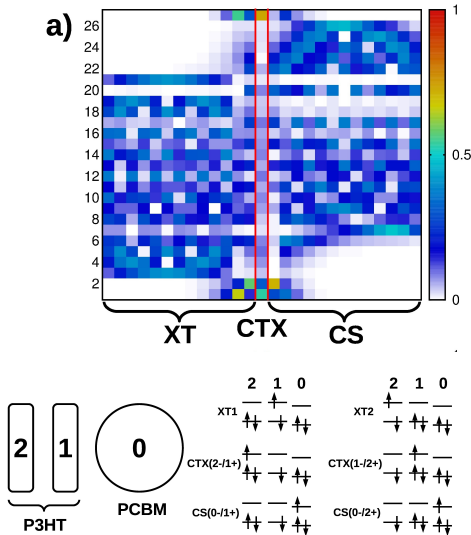 a)
26
24
22
20
18
16
14
12
10
8
6
4
2
1
0.5
0
XT
CTX
CS
2 1 0
2 1 0
XT1
XT2
2 1
0
CTX(2-/1+)
CTX(1-/2+)
P3HT
PCBM
CS(0-/1+)
CS(0-/2+)